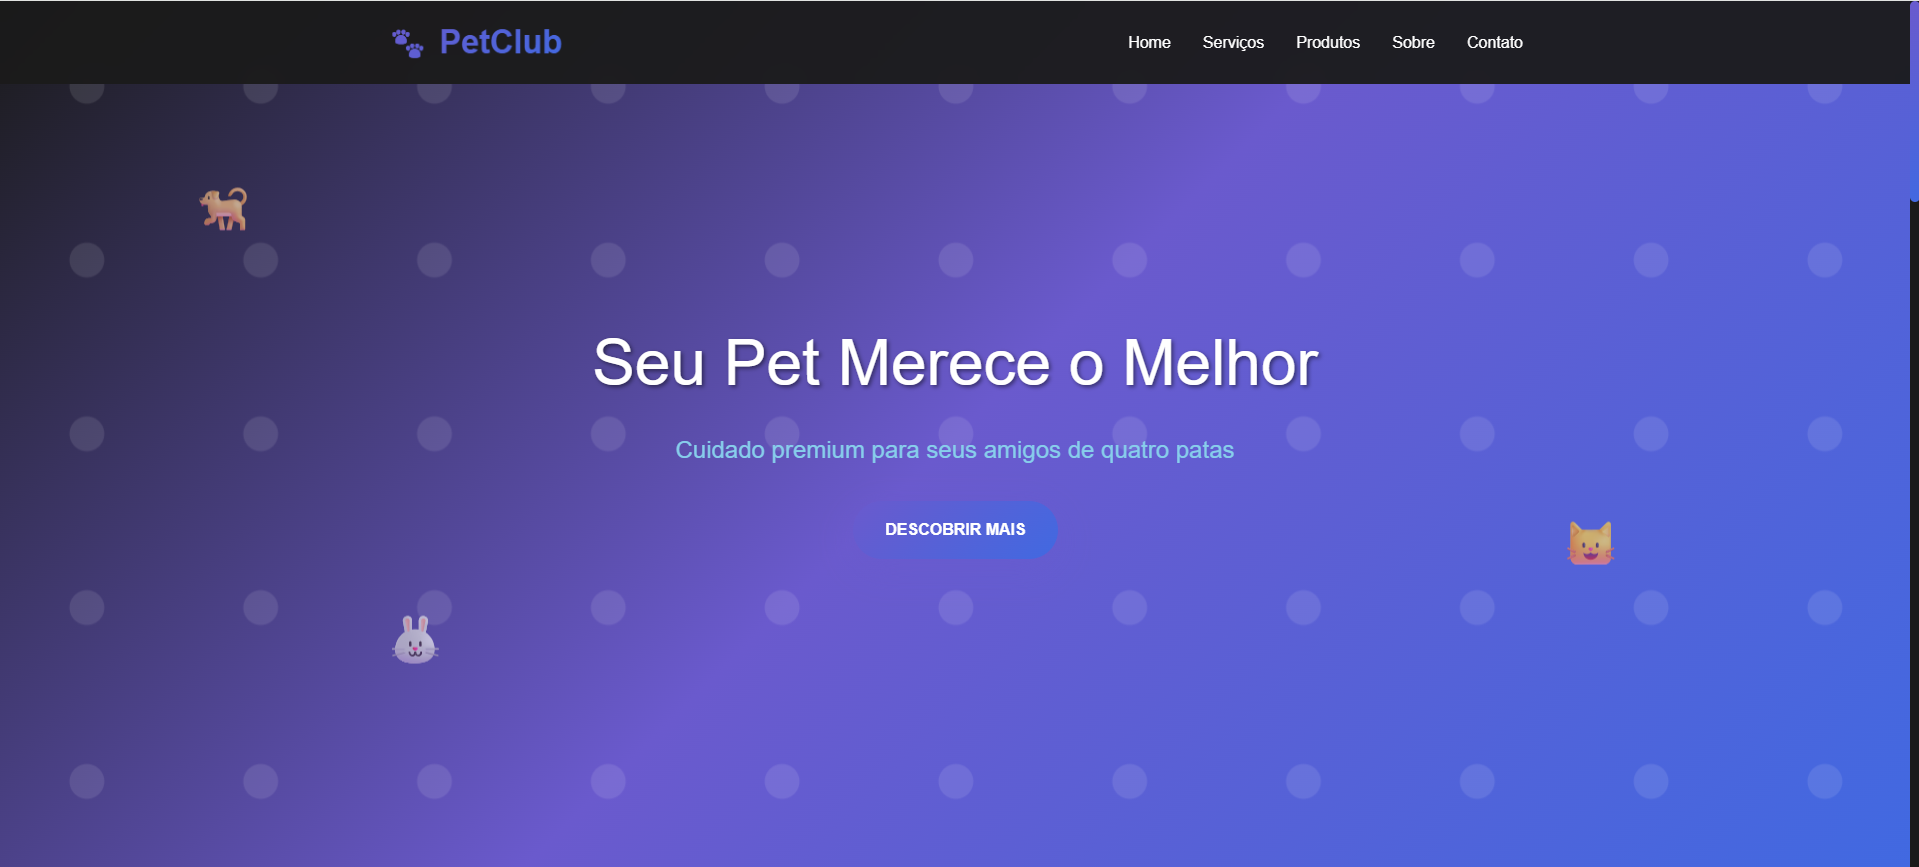 PetClub
Home Serviços Produtos Sobre Contato
Seu Pet Merece o Melhor
Cuidado premium para seus amigos de quatro patas
DESCOBRIR MAIS